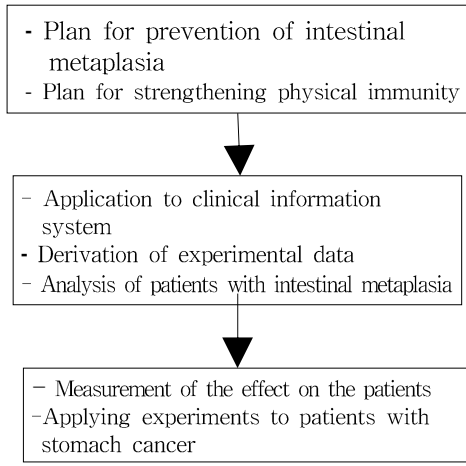 - Plan for prevention of intestinal
metaplasia
- Plan for strengthening physical immunity
- Application to clinical information
system
- Derivation of experimental data
- Analysis of patients with intestinal metaplasia
- Measurement of the effect on the patients
-Applying experiments to patients with
stomach cancer